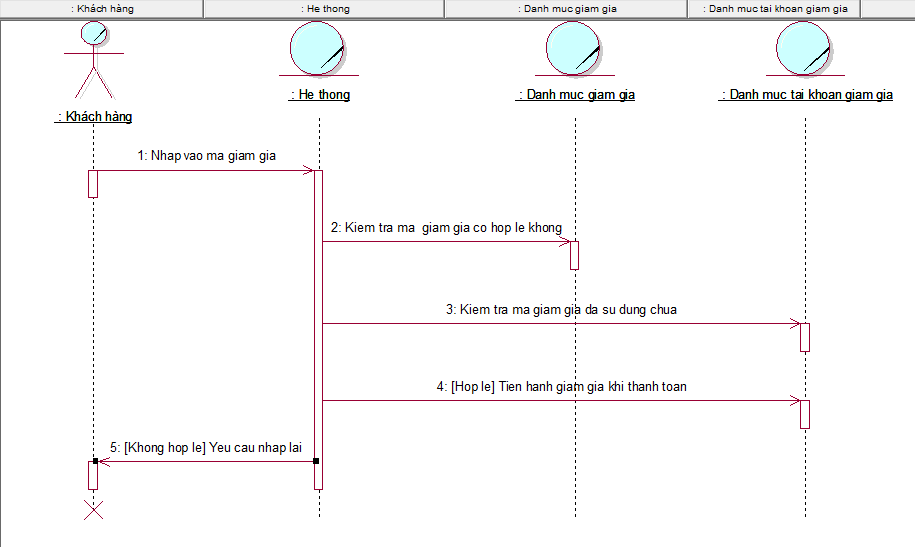 : Khách hàng
: He thong
: Danh muc giam gia
: Danh muc tai khoan giam gia
: Khách hàng
: He thong
: Danh muc giam gia
: Danh muc tai khoan giam gia
1: Nhap vao ma giam gia
2: Kiem tra ma giam gia co hop le khong
3: Kiem tra ma giam gia da su dung chua
4: [Hop le] Tien hanh giam gia khi thanh toan
5: [Khong hop le] Yeu cau nhap lai